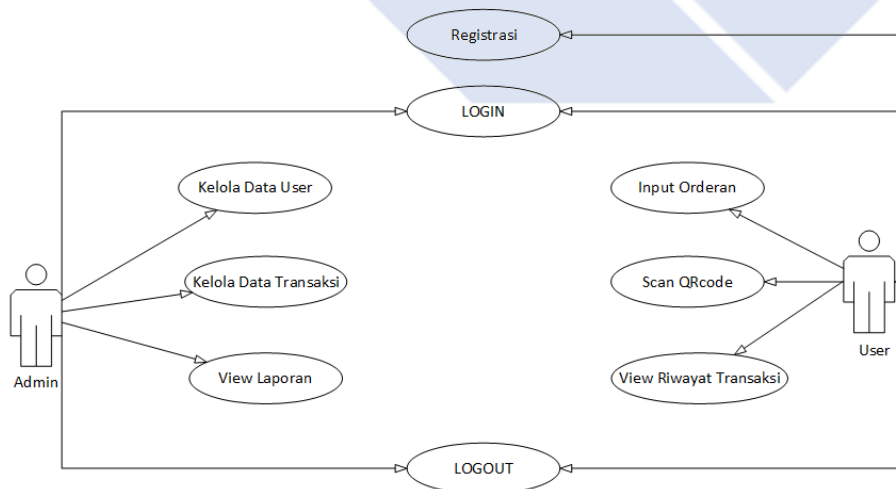 Registrasi
LOGIN
Kelola Data User
Input Orderan
Kelola Data Transaksi
Scan QRcode
User
View Laporan
View Riwayat Transaksi
Admin
LOGOUT